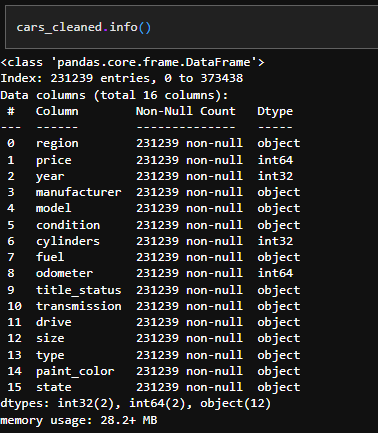 cars_cleaned.info()
<class 'pandas.core.frame.DataFrame'>
Index: 231239 entries, 0 to 373438
Data columns (total 16 columns):
 #   Column        Non-Null Count   Dtype
---  ------        --------------   -----
 0   region        231239 non-null  object
 1   price         231239 non-null  int64
 2   year          231239 non-null  int32
 3   manufacturer  231239 non-null  object
 4   model         231239 non-null  object
 5   condition     231239 non-null  object
 6   cylinders     231239 non-null  int32
 7   fuel          231239 non-null  object
 8   odometer      231239 non-null  int64
 9   title_status  231239 non-null  object
 10  transmission  231239 non-null  object
 11  drive         231239 non-null  object
 12  size          231239 non-null  object
 13  type          231239 non-null  object
 14  paint_color   231239 non-null  object
 15  state         231239 non-null  object
dtypes: int32(2), int64(2), object(12)
memory usage: 28.2+ MB